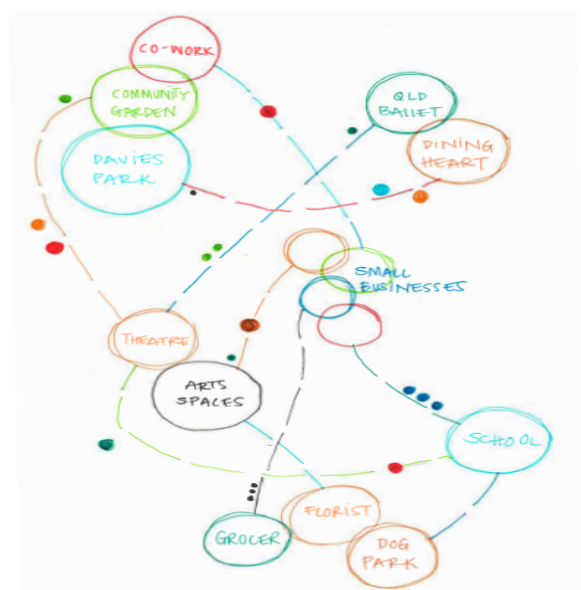 CO-WORK
COMMUNITY
GARDEN
DAVIES
PARK
QLD
BALLET
DINING
HEART
SMALL
BUSINESSES
THEATRE
ARTS
SPACES
SCHOOL
FLORIST
GROCER
DOG
PARK